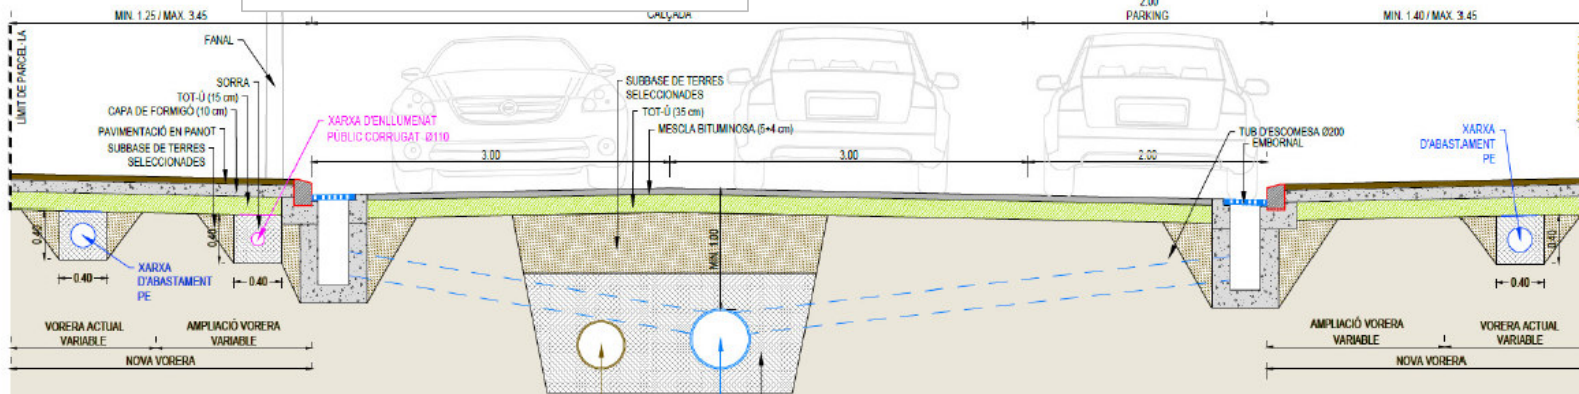 MIN. 1.25 / MAX. 3.45
CALÇADA
2.00
PARKING
MIN. 1.40 / MAX. 3.45
LÍMIT DE PARCEL·LA
FANAL
SORRA
TOT-Ú (15 cm)
CAPA DE FORMIGÓ (10 cm)
PAVIMENTACIÓ EN PANOT
SUBBASE DE TERRES
SELECCIONADES
XARXA D'ENLLUMENAT
PÚBLIC CORRUGAT Ø110
SUBBASE DE TERRES
SELECCIONADES
TOT-Ú (35 cm)
MESCLA BITUMINOSA (5+4 cm)
TUB D'ESCOMESA Ø200
EMBORNAL
XARXA
D'ABASTAMENT
PE
3.00
3.00
2.00
0.40
0.40
MIN. 1.00
0.40
0.40
0.40
0.40
XARXA
D'ABASTAMENT
PE
VORERA ACTUAL
VARIABLE
AMPLIACIÓ VORERA
VARIABLE
NOVA VORERA
AMPLIACIÓ VORERA
VARIABLE
VORERA ACTUAL
VARIABLE
NOVA VORERA